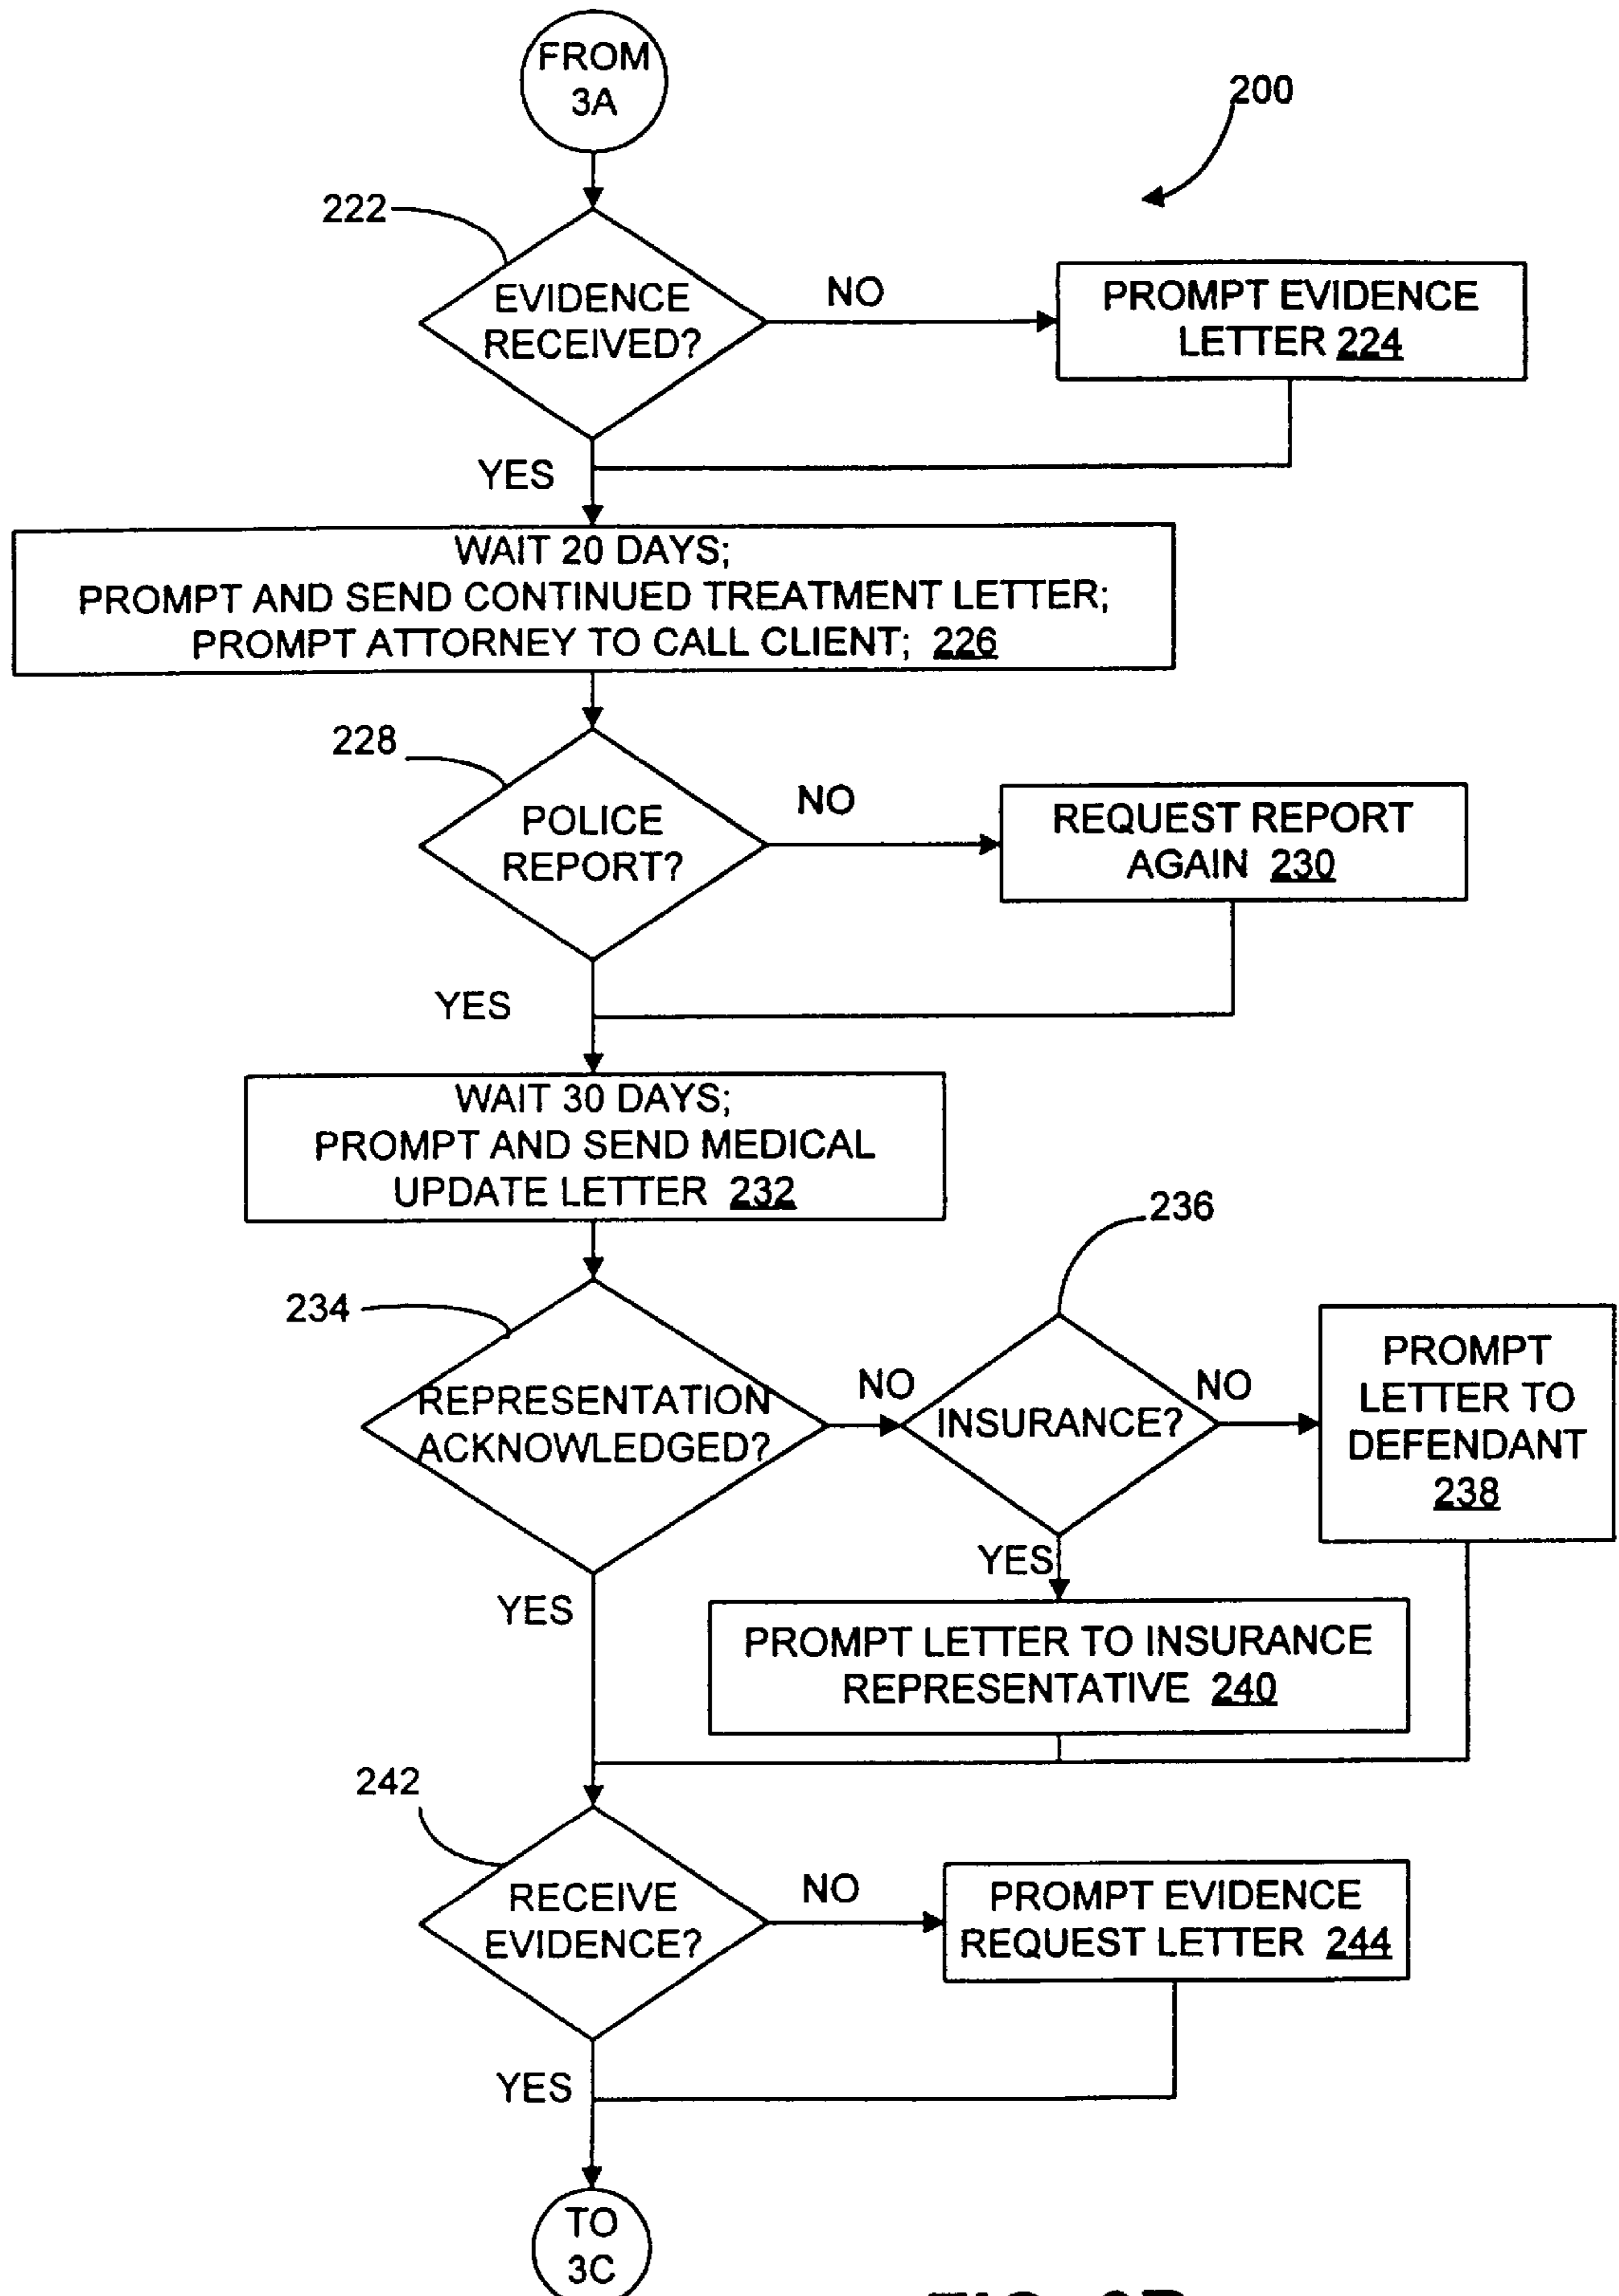 FROM
3A
200
222
EVIDENCE
RECEIVED?
NO
PROMPT EVIDENCE
LETTER 224
YES
WAIT 20 DAYS;
PROMPT AND SEND CONTINUED TREATMENT LETTER;
PROMPT ATTORNEY TO CALL CLIENT; 226
228
POLICE
REPORT?
NO
REQUEST REPORT
AGAIN 230
YES
WAIT 30 DAYS;
PROMPT AND SEND MEDICAL
UPDATE LETTER 232
234
REPRESENTATION
ACKNOWLEDGED?
NO
236
INSURANCE?
NO
PROMPT
LETTER TO
DEFENDANT
238
YES
YES
PROMPT LETTER TO INSURANCE
REPRESENTATIVE 240
242
RECEIVE
EVIDENCE?
NO
PROMPT EVIDENCE
REQUEST LETTER 244
YES
TO
3C